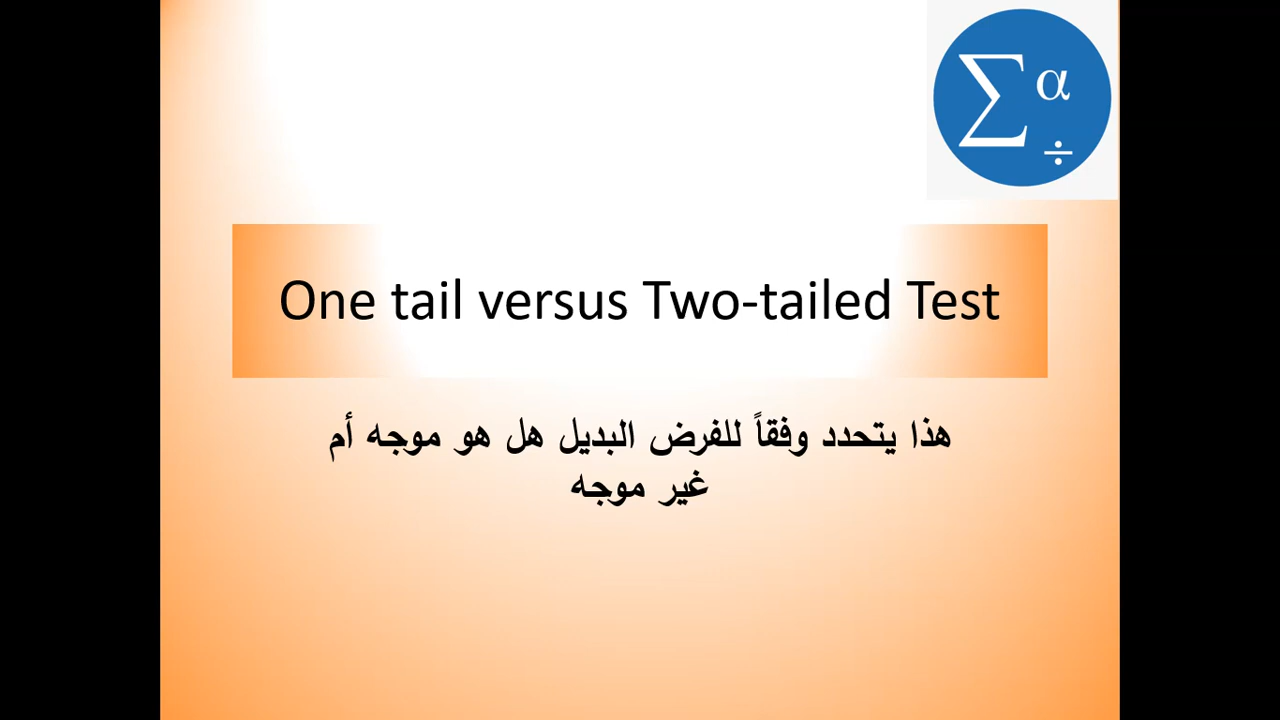 Σ α
÷
One tail versus Two-tailed Test
هذا يتحدد وفقاً للفرض البديل هل هو موجه أم
غير موجه